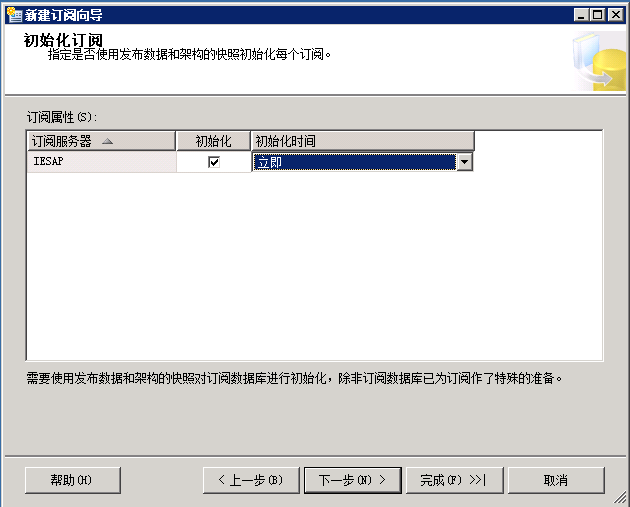 新建订阅向导
初始化订阅
指定是否使用发布数据和架构的快照初始化每个订阅。
订阅属性(S):
订阅服务器 初始化 初始化时间
IESAP 立即
需要使用发布数据和架构的快照对订阅数据库进行初始化，除非订阅数据库已为订阅作了特殊的准备。
帮助(H) < 上一步(B) 下一步(N) > 完成(F) >>| 取消